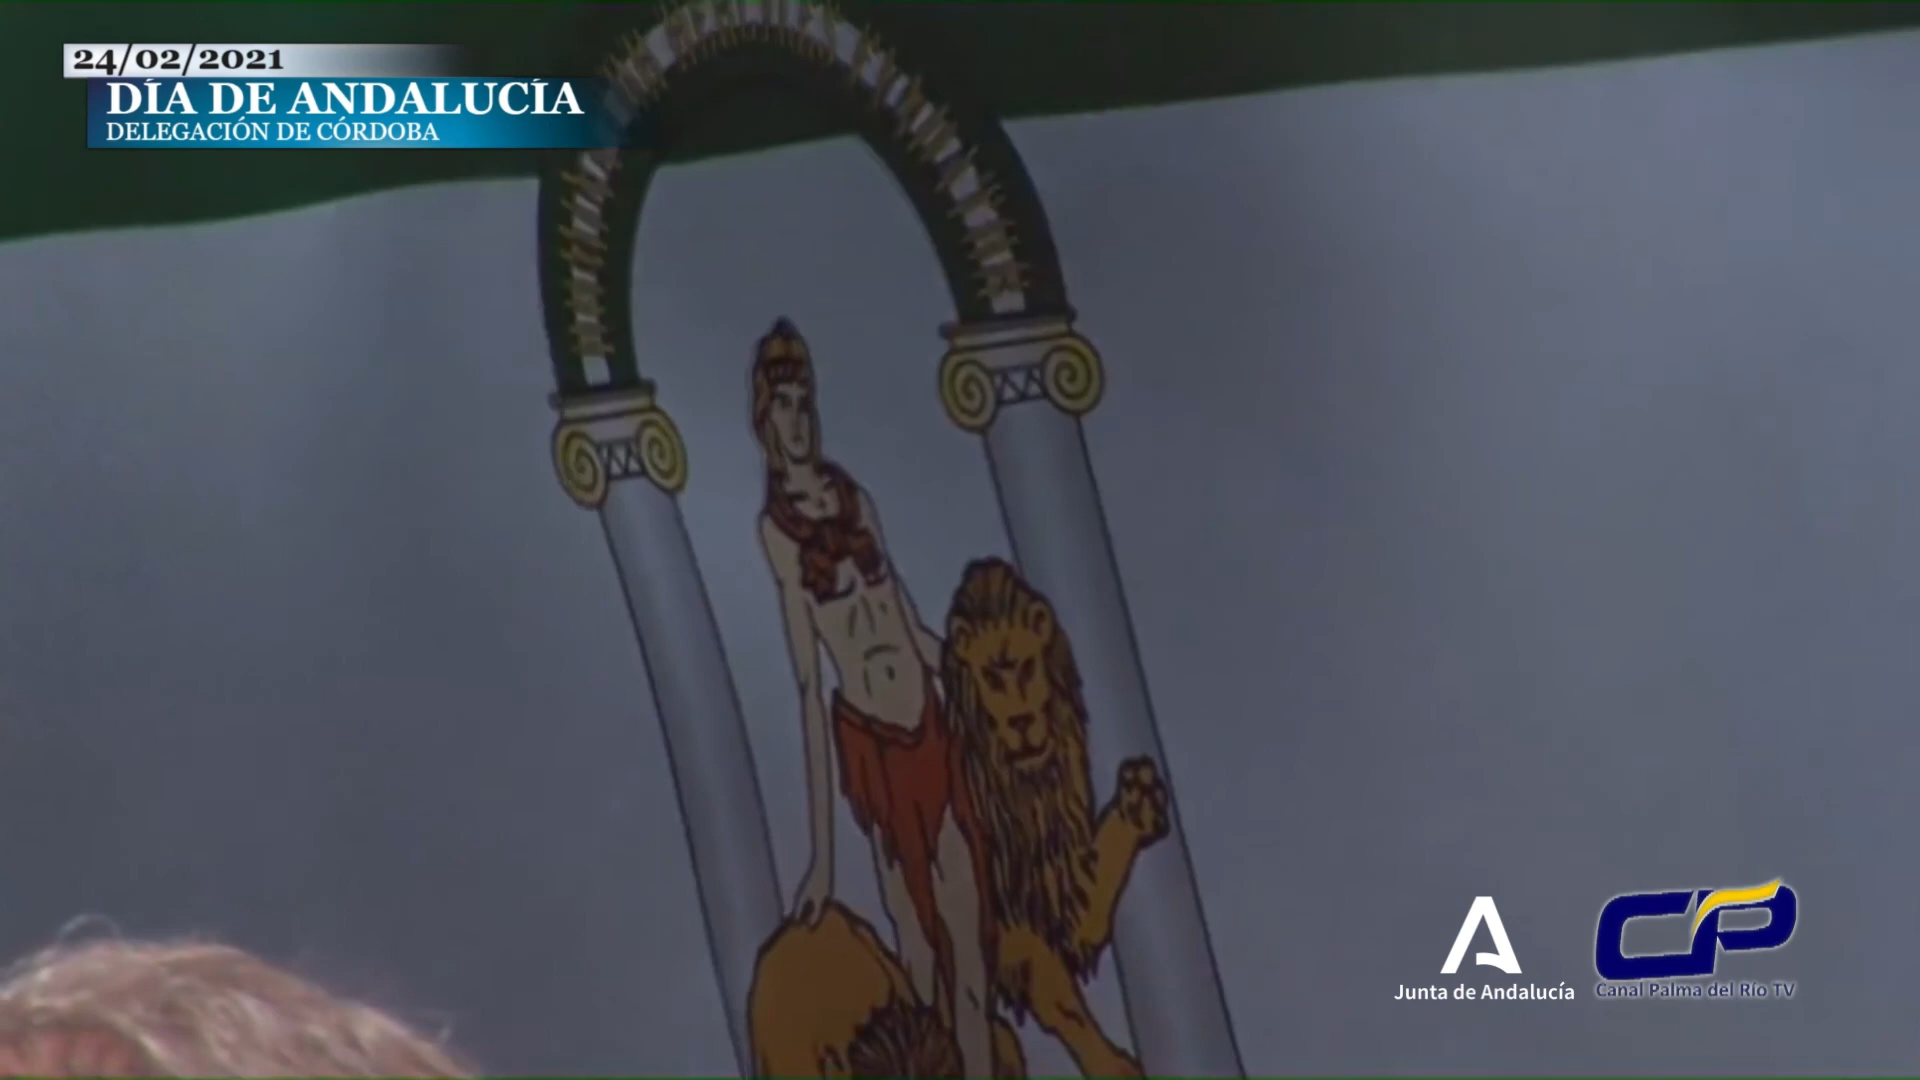 24/02/2021
DÍA DE ANDALUCÍA
DELEGACIÓN DE CÓRDOBA
Junta de Andalucía
CP
Canal Palma del Río TV